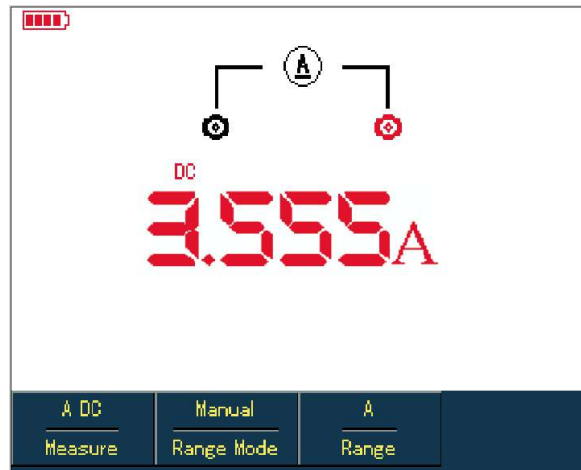 A
DC
3.555A
A DC
Manual
A
Measure
Range Mode
Range